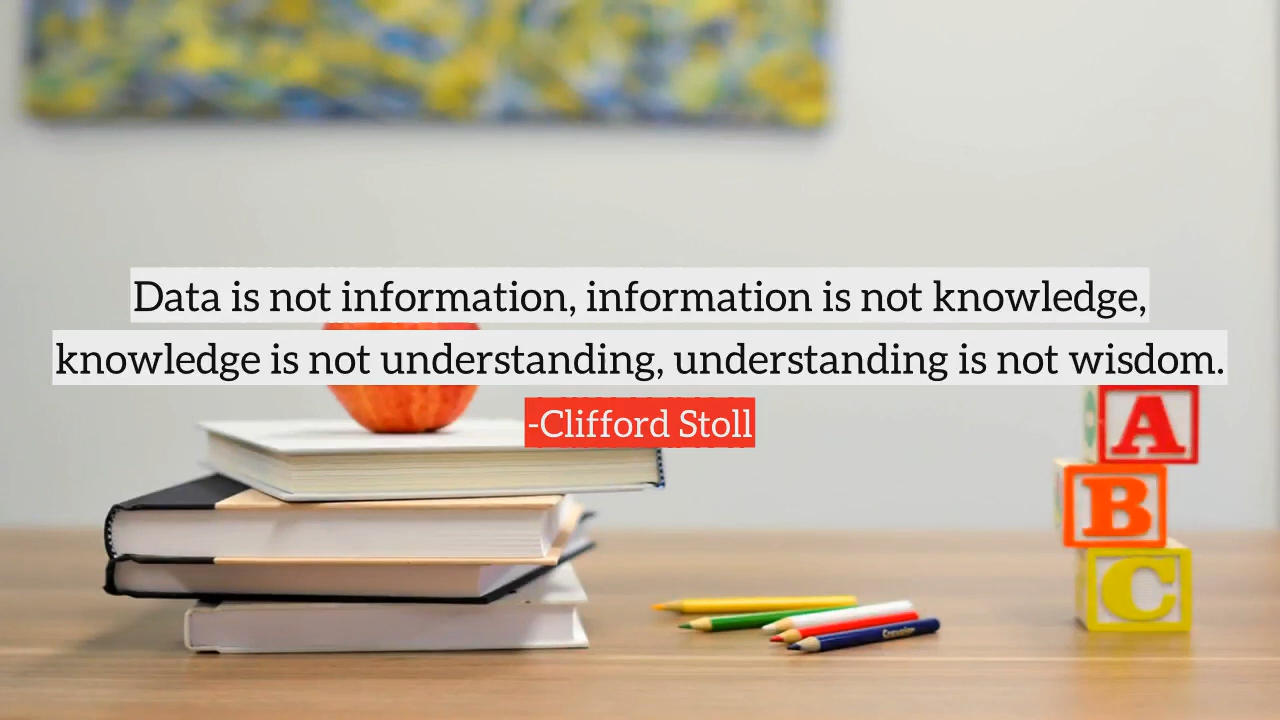 Data is not information, information is not knowledge,
knowledge is not understanding, understanding is not wisdom.
-Clifford Stoll
A
B
C